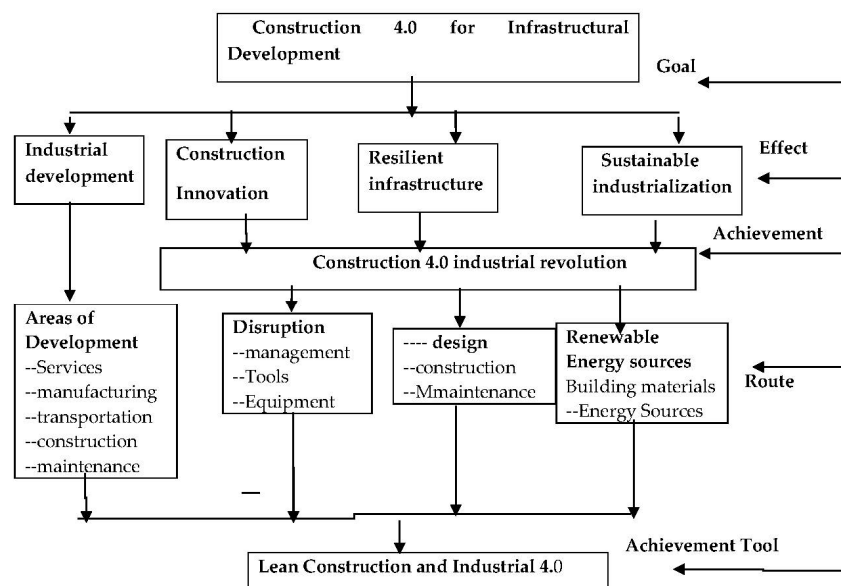 Construction 4.0 for Infrastructural
Development
Goal
Industrial
development
Construction
Innovation
Resilient
infrastructure
Sustainable
industrialization
Effect
Achievement
Construction 4.0 industrial revolution
Areas of
Development
--Services
--manufacturing
--transportation
--construction
--maintenance
Disruption
--management
--Tools
--Equipment
---- design
--construction
--Mmaintenance
Renewable
Energy sources
Building materials
--Energy Sources
Route
Achievement Tool
Lean Construction and Industrial 4.0